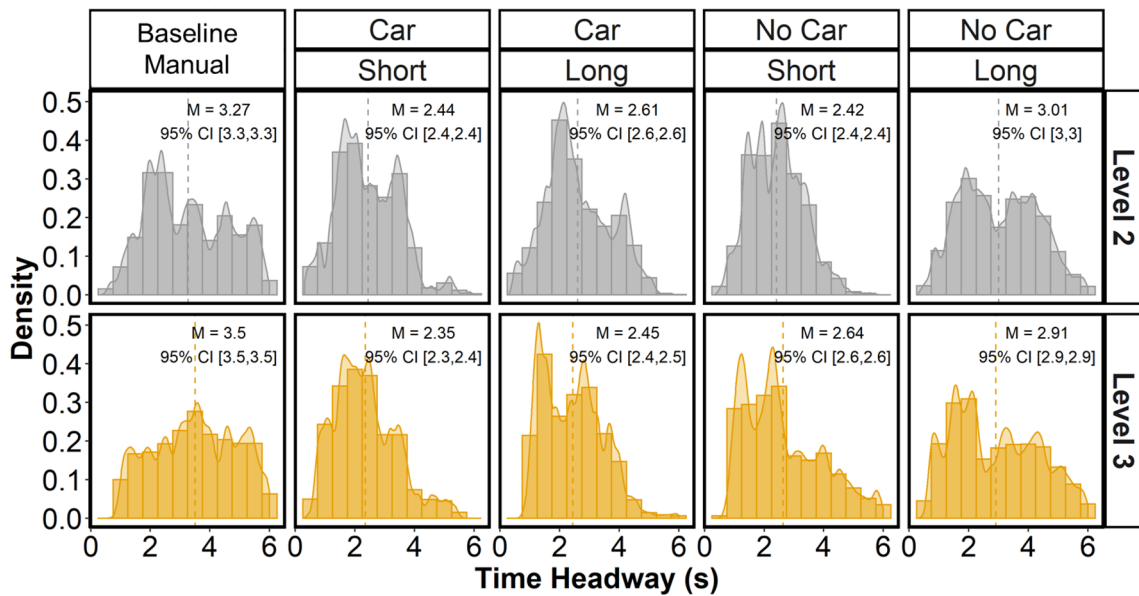 Baseline
Manual
Car
Short
Car
Long
No Car
Short
No Car
Long
Density
0.5
0.4
0.3
0.2
0.1
0.0
M = 3.27
95% CI [3.3,3.3]
M = 2.44
95% CI [2.4,2.4]
M = 2.61
95% CI [2.6,2.6]
M = 2.42
95% CI [2.4,2.4]
M = 3.01
95% CI [3,3]
Level 2
0.5
0.4
0.3
0.2
0.1
0.0
M = 3.5
95% CI [3.5,3.5]
M = 2.35
95% CI [2.3,2.4]
M = 2.45
95% CI [2.4,2.5]
M = 2.64
95% CI [2.6,2.6]
M = 2.91
95% CI [2.9,2.9]
Level 3
0 2 4 6 0 2 4 6 0 2 4 6 0 2 4 6 0 2 4 6
Time Headway (s)